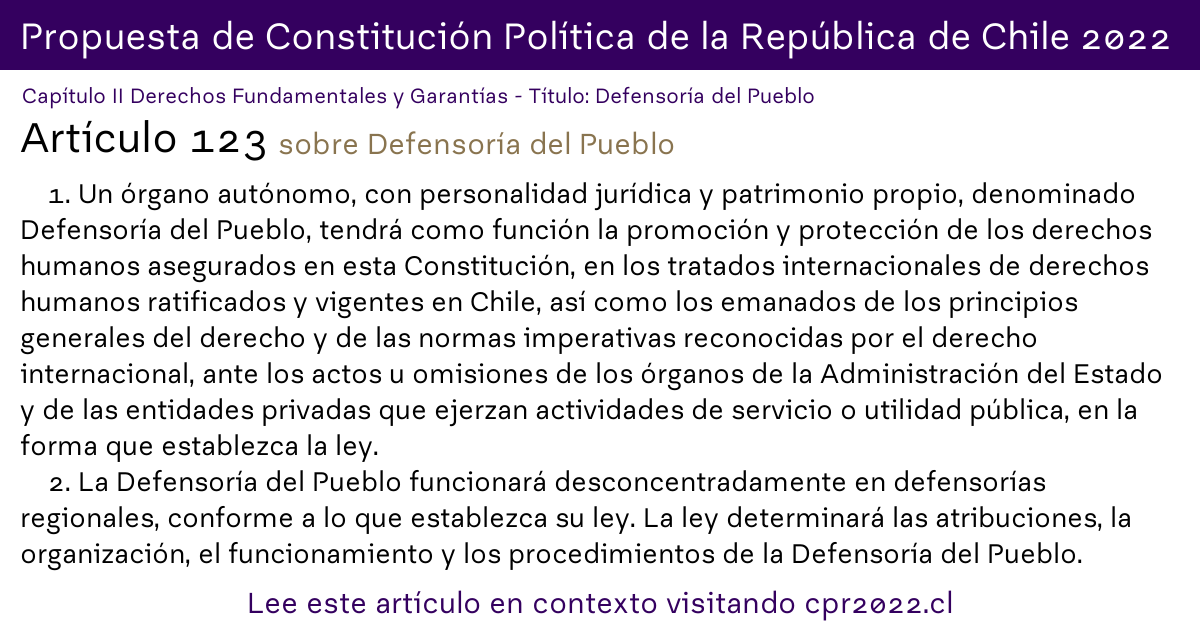 Propuesta de Constitución Política de la República de Chile 2022
Capítulo II Derechos Fundamentales y Garantías - Título: Defensoría del Pueblo
Artículo 123 sobre Defensoría del Pueblo
1. Un órgano autónomo, con personalidad jurídica y patrimonio propio, denominado
Defensoría del Pueblo, tendrá como función la promoción y protección de los derechos
humanos asegurados en esta Constitución, en los tratados internacionales de derechos
humanos ratificados y vigentes en Chile, así como los emanados de los principios
generales del derecho y de las normas imperativas reconocidas por el derecho
internacional, ante los actos u omisiones de los órganos de la Administración del Estado
y de las entidades privadas que ejerzan actividades de servicio o utilidad pública, en la
forma que establezca la ley.
2. La Defensoría del Pueblo funcionará desconcentradamente en defensorías
regionales, conforme a lo que establezca su ley. La ley determinará las atribuciones, la
organización, el funcionamiento y los procedimientos de la Defensoría del Pueblo.
Lee este artículo en contexto visitando cpr2022.cl